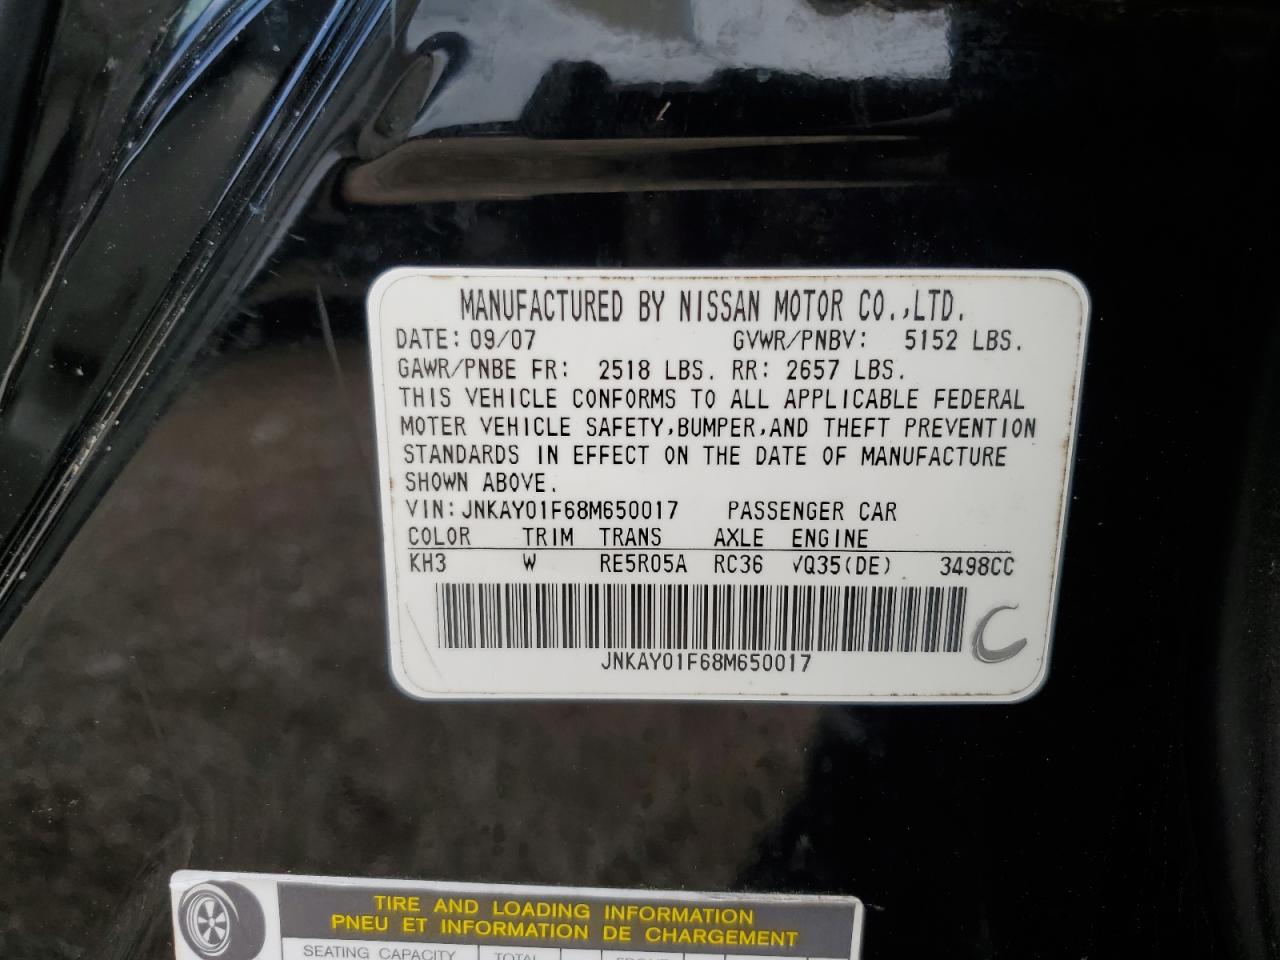 MANUFACTURED BY NISSAN MOTOR CO.,LTD.
DATE: 09/07 GVWR/PNBV: 5152 LBS.
GAWR/PNBE FR: 2518 LBS. RR: 2657 LBS.
THIS VEHICLE CONFORMS TO ALL APPLICABLE FEDERAL
MOTER VEHICLE SAFETY,BUMPER,AND THEFT PREVENTION
STANDARDS IN EFFECT ON THE DATE OF MANUFACTURE
SHOWN ABOVE.
VIN: JNKAY01F68M650017 PASSENGER CAR
COLOR TRIM TRANS AXLE ENGINE
KH3 W RE5R05A RC36 VQ35(DE) 3498CC
JNKAY01F68M650017
C
TIRE AND LOADING INFORMATION
PNEU ET INFORMATION DE CHARGEMENT
SEATING CAPACITY TOTAL